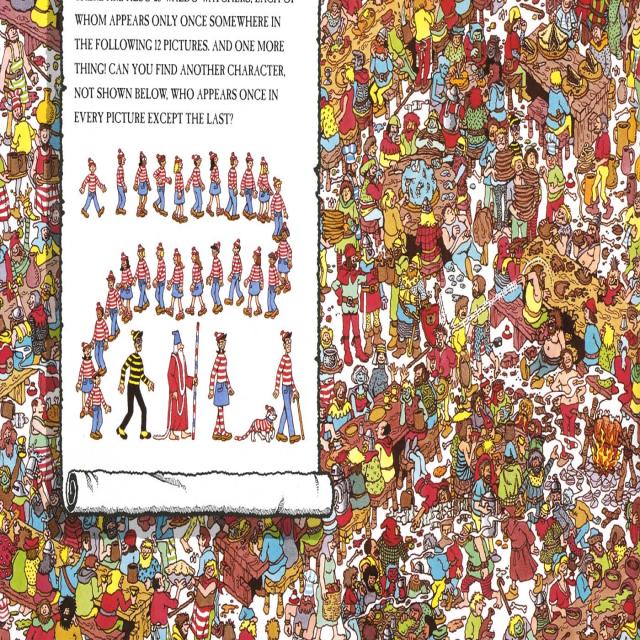 WHOM APPEARS ONLY ONCE SOMEWHERE IN
THE FOLLOWING 12 PICTURES. AND ONE MORE
THING! CAN YOU FIND ANOTHER CHARACTER,
NOT SHOWN BELOW, WHO APPEARS ONCE IN
EVERY PICTURE EXCEPT THE LAST?